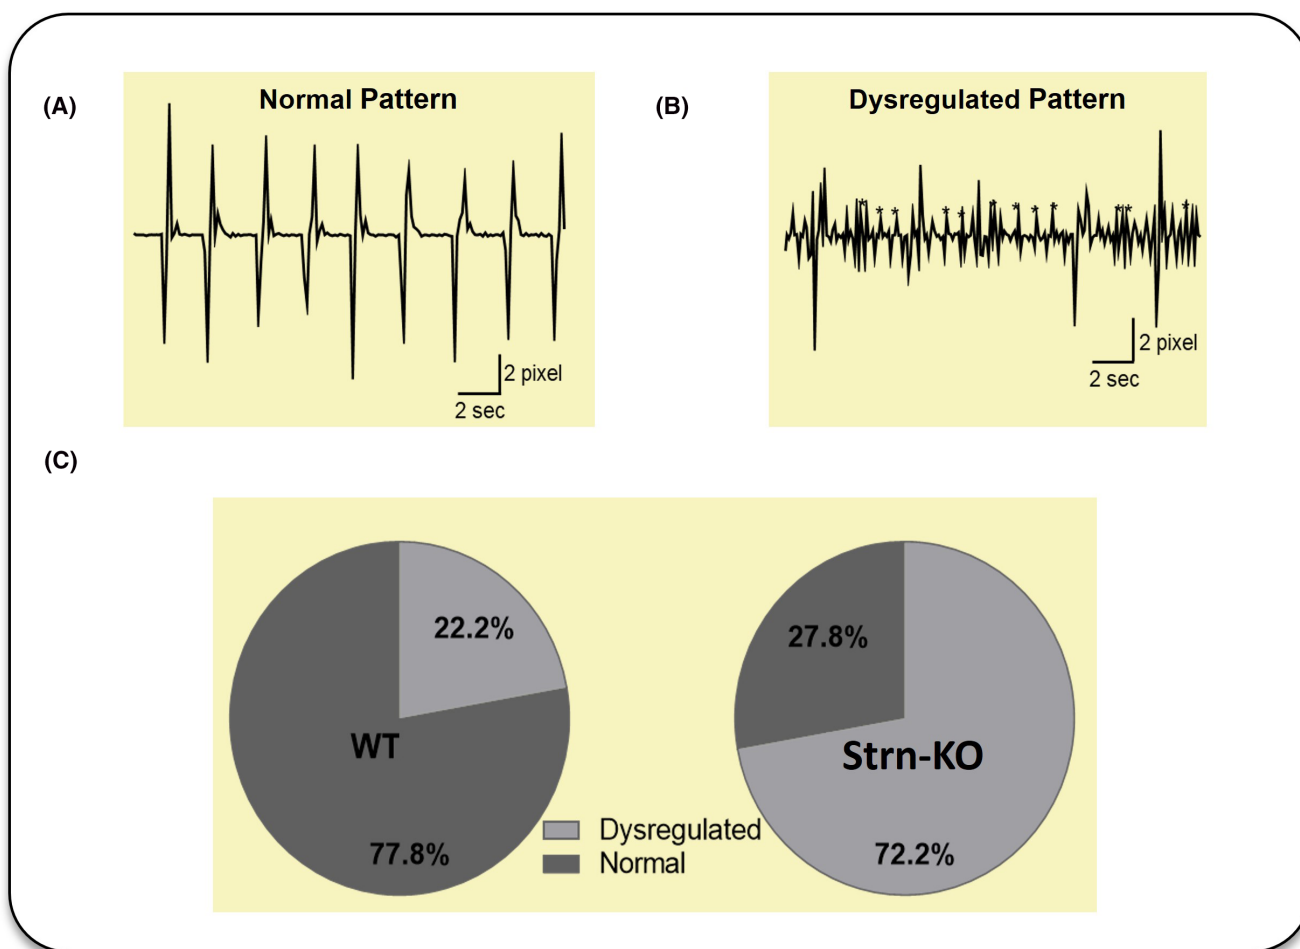 (A)
Normal Pattern
2 pixel
2 sec
(B)
Dysregulated Pattern
* * * * * * * * * * ** *
2 pixel
2 sec
(C)
22.2%
WT
77.8%
27.8%
Strn-KO
72.2%
Dysregulated
Normal